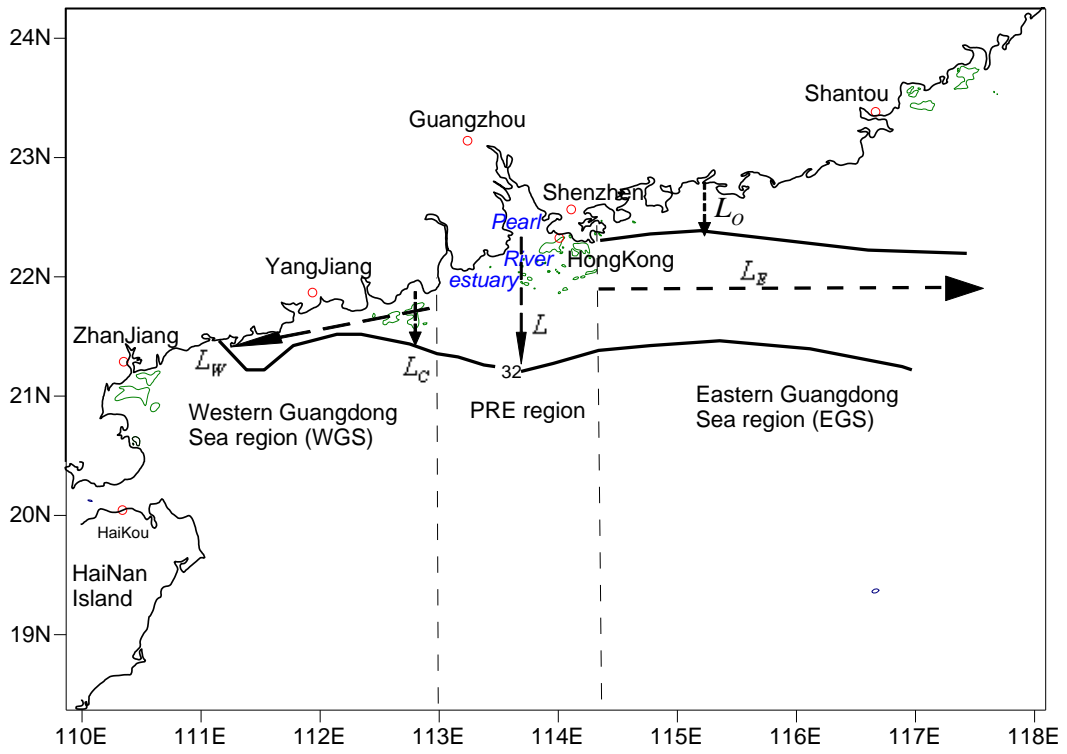 24N
Shantou
Guangzhou
23N
Shenzhen
Pearl
L_O
22N
YangJiang
River
HongKong
estuary
L_E
ZhanJiang
L
L_W
L_C
32
21N
Western Guangdong
Sea region (WGS)
PRE region
Eastern Guangdong
Sea region (EGS)
20N
HaiKou
HaiNan
Island
19N
110E 111E 112E 113E 114E 115E 116E 117E 118E